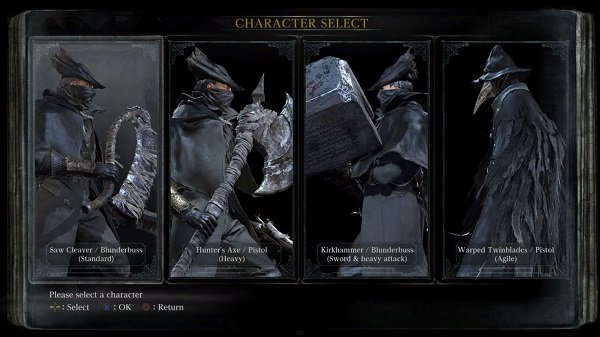 CHARACTER SELECT
Saw Cleaver / Blunderbuss
(Standard)
Hunter's Axe / Pistol
(Heavy)
Kirkhammer / Blunderbuss
(Sword & heavy attack)
Warped Twinblades / Pistol
(Agile)
Please select a character
: Select : OK : Return